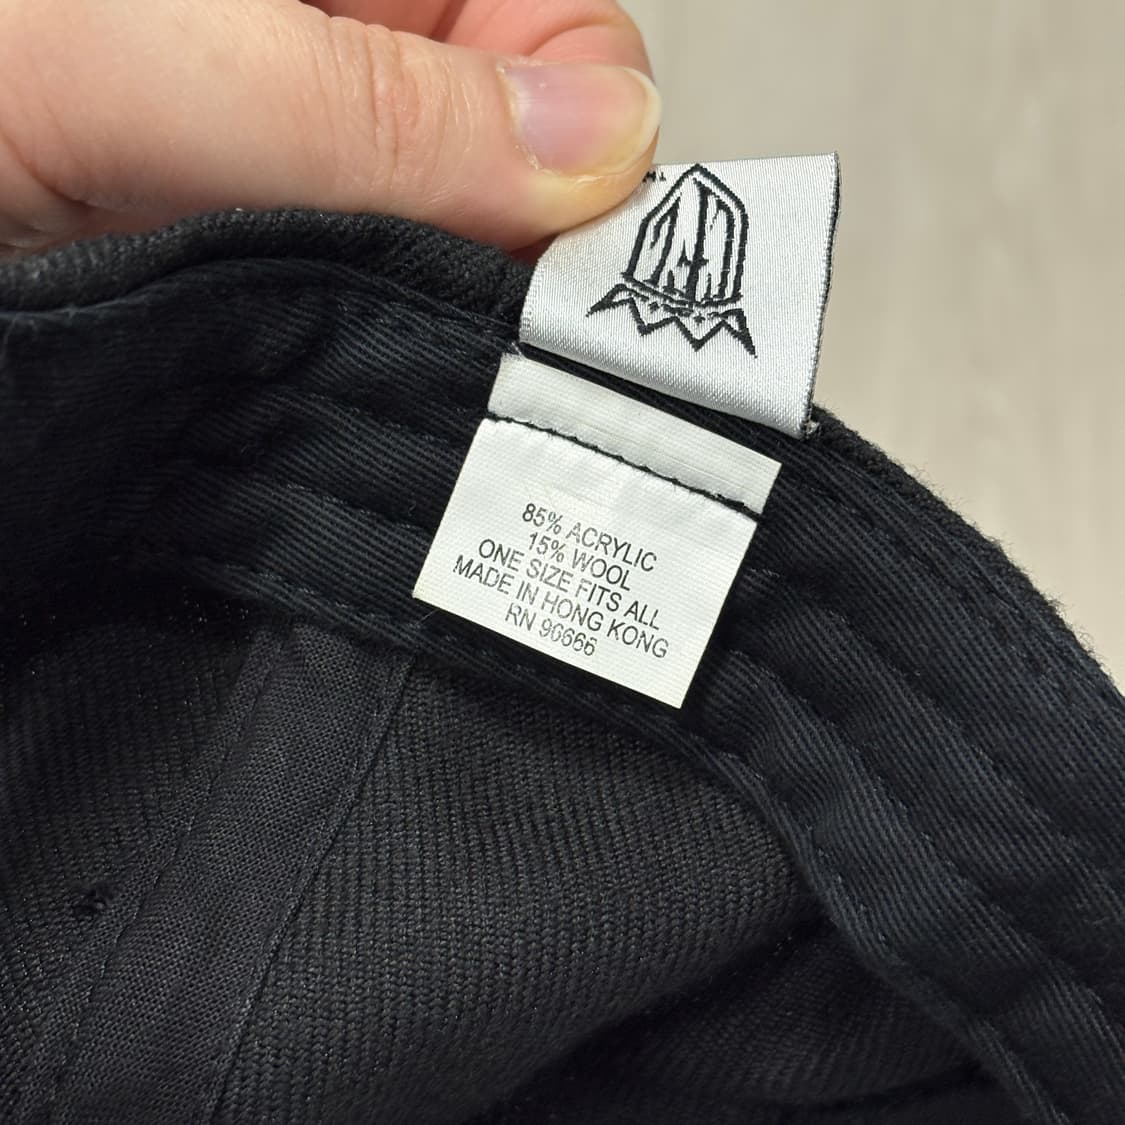 85% ACRYLIC
15% WOOL
ONE SIZE FITS ALL
MADE IN HONG KONG
RN 90666